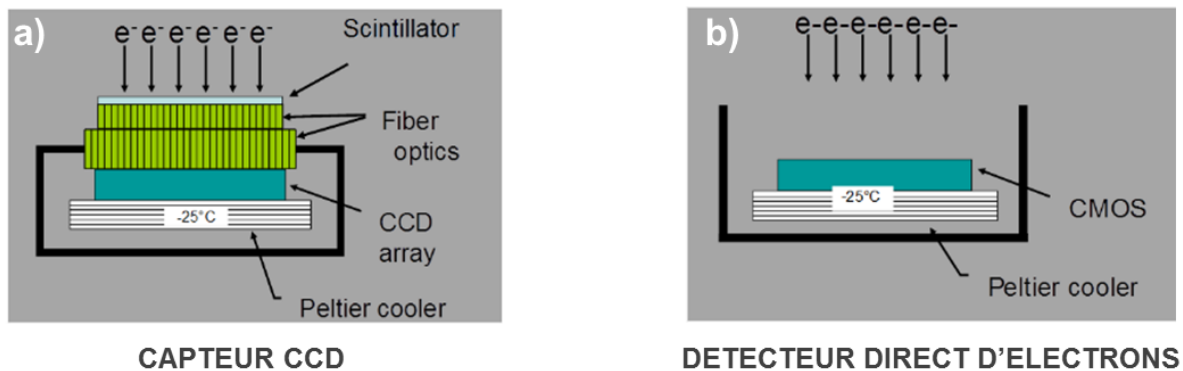 a)
e- e- e- e- e- e-
Scintillator
Fiber
optics
-25°C
CCD
array
Peltier cooler
CAPTEUR CCD
b)
e-e-e-e-e-e-
-25°C
CMOS
Peltier cooler
DETECTEUR DIRECT D’ELECTRONS